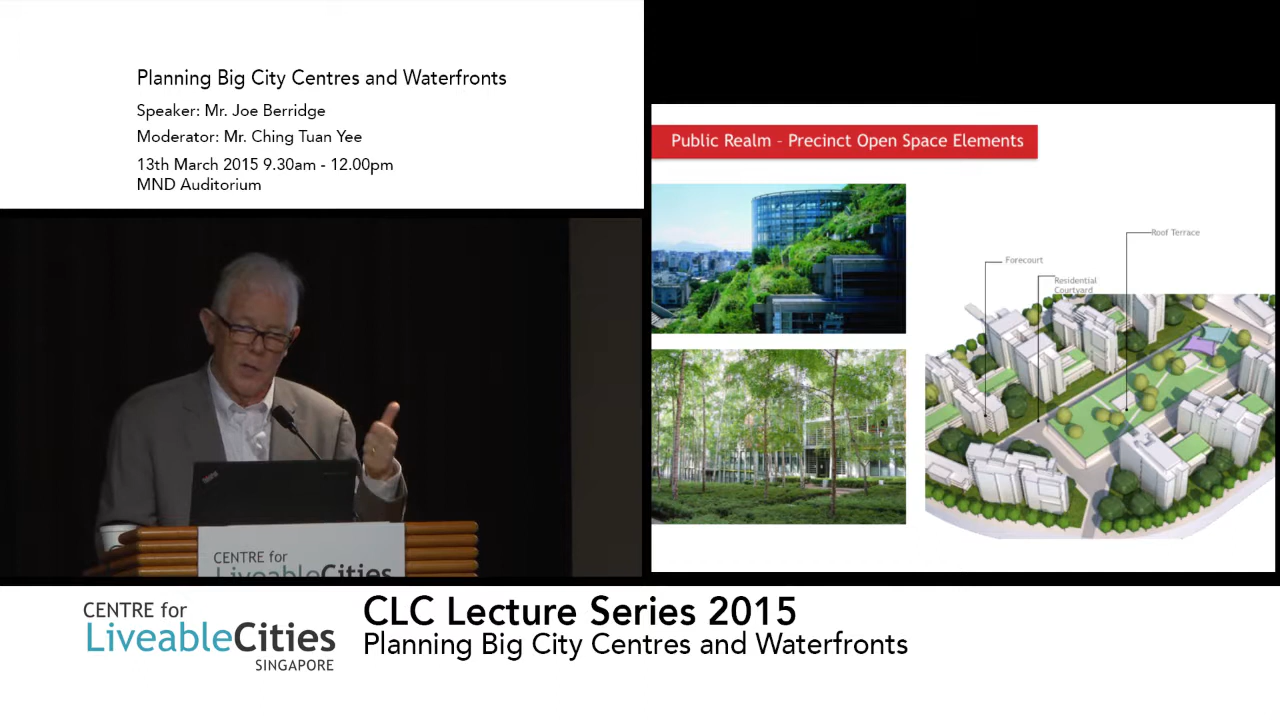 Planning Big City Centres and Waterfronts
Speaker: Mr. Joe Berridge
Moderator: Mr. Ching Tuan Yee
13th March 2015 9.30am - 12.00pm
MND Auditorium
Public Realm - Precinct Open Space Elements
Roof Terrace
Forecourt
Residential
Courtyard
CENTRE for
LiveableCities
CENTRE for
LiveableCities
SINGAPORE
CLC Lecture Series 2015
Planning Big City Centres and Waterfronts